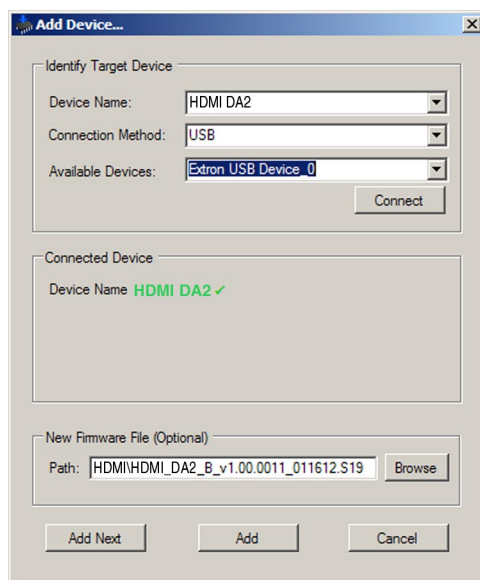 Add Device...
Identify Target Device
Device Name: HDMI DA2
Connection Method: USB
Available Devices: Extron USB Device_0
Connect
Connected Device
Device Name HDMI DA2 ✓
New Firmware File (Optional)
Path: HDMI\HDMI_DA2_B_v1.00.0011_011612.S19 Browse
Add Next Add Cancel